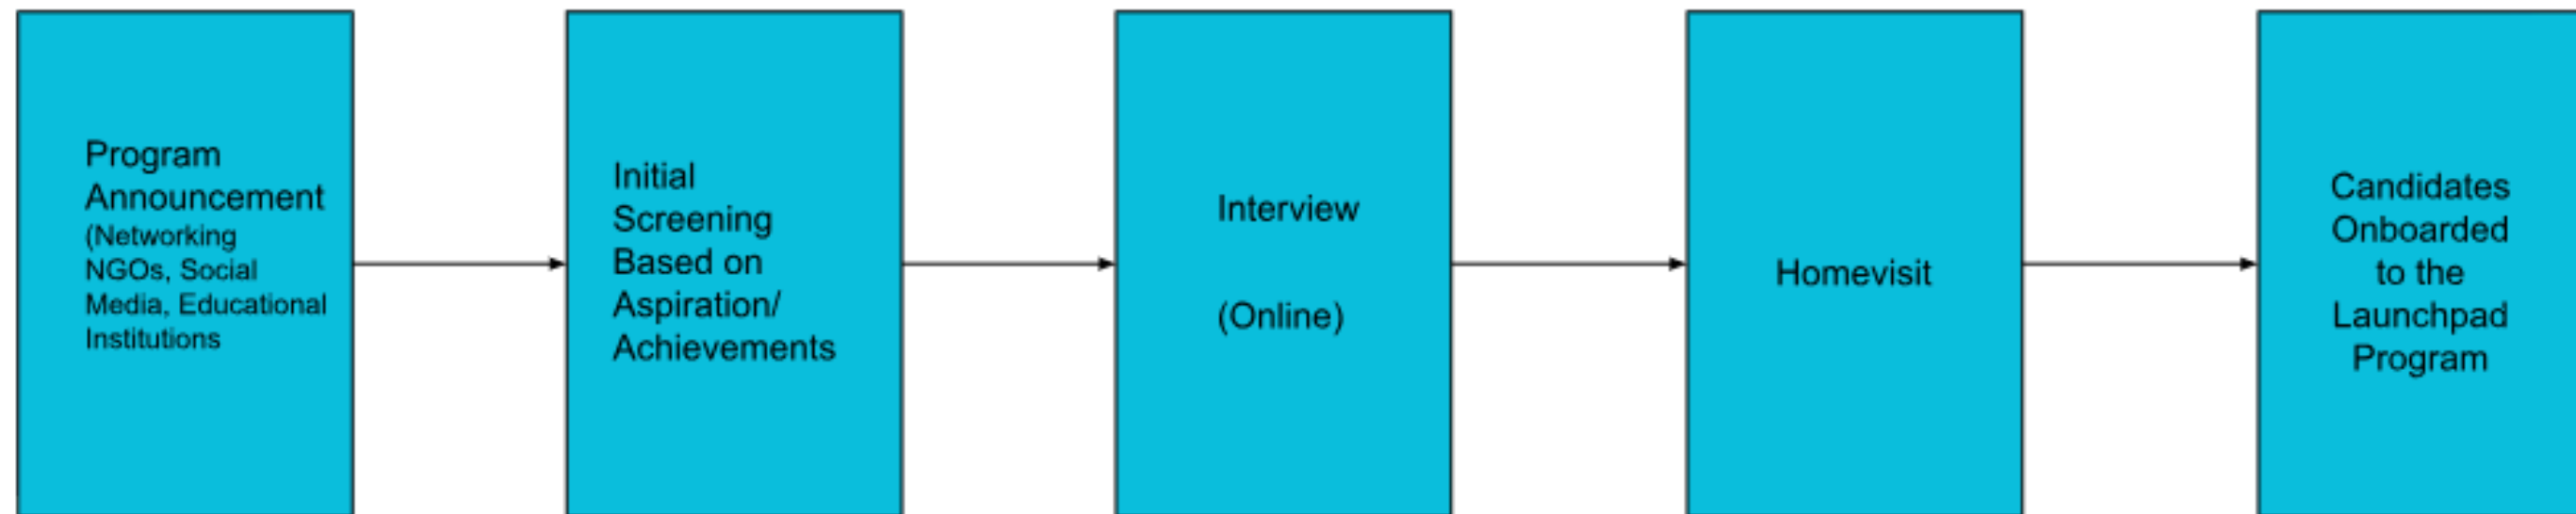 Program
Announcement
(Networking
NGOs, Social
Media, Educational
Institutions
Initial
Screening
Based on
Aspiration/
Achievements
Interview
(Online)
Homevisit
Candidates
Onboarded
to the
Launchpad
Program